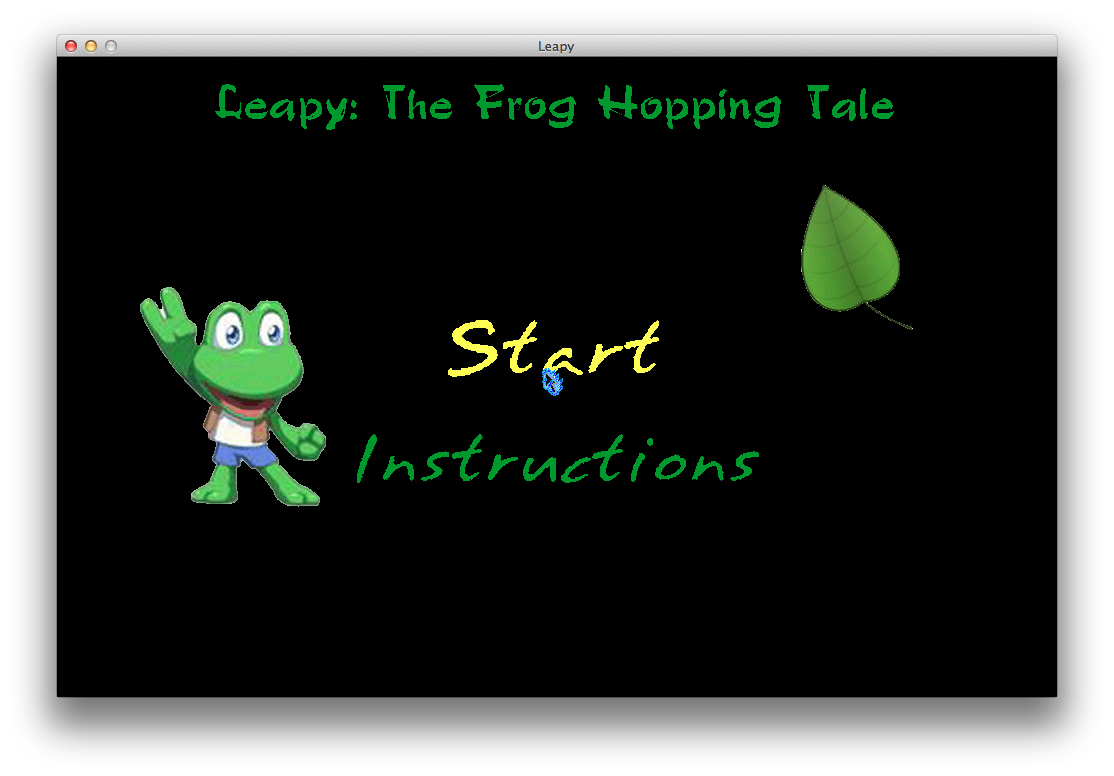 Leapy
Leapy: The Frog Hopping Tale
Start
Instructions